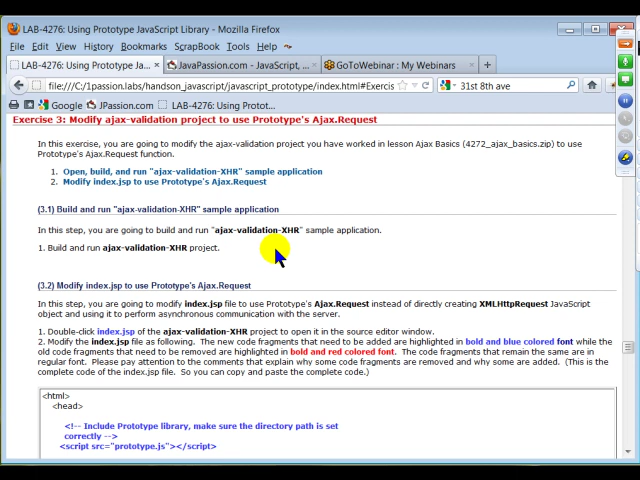 LAB-4276: Using Prototype JavaScript Library - Mozilla Firefox
File Edit View History Bookmarks ScrapBook Tools Help
LAB-4276: Using Prototype Ja... × JavaPassion.com - JavaScript, ... × GoToWebinar : My Webinars × +
file:///C:/1passion.labs/handson_javascript/javascript_prototype/index.html#Exercis 31st 8th ave
Google JPassion.com LAB-4276: Using Protot...
Exercise 3: Modify ajax-validation project to use Prototype's Ajax.Request
In this exercise, you are going to modify the ajax-validation project you have worked in lesson Ajax Basics (4272_ajax_basics.zip) to use
Prototype's Ajax.Request function.
1. Open, build, and run "ajax-validation-XHR" sample application
2. Modify index.jsp to use Prototype's Ajax.Request
(3.1) Build and run "ajax-validation-XHR" sample application
In this step, you are going to build and run "ajax-validation-XHR" sample application.
1. Build and run ajax-validation-XHR project.
(3.2) Modify index.jsp to use Prototype's Ajax.Request
In this step, you are going to modify index.jsp file to use Prototype's Ajax.Request instead of directly creating XMLHttpRequest JavaScript
object and using it to perform asynchronous communication with the server.
1. Double-click index.jsp of the ajax-validation-XHR project to open it in the source editor window.
2. Modify the index.jsp file as following. The new code fragments that need to be added are highlighted in bold and blue colored font while the
old code fragments that need to be removed are highlighted in bold and red colored font. The code fragments that remain the same are in
regular font. Please pay attention to the comments that explain why some code fragments are removed and why some are added. (This is the
complete code of the index.jsp file. So you can copy and paste the complete code.)
<html>
<head>
<!-- Include Prototype library, make sure the directory path is set
correctly -->
<script src="prototype.js"></script>